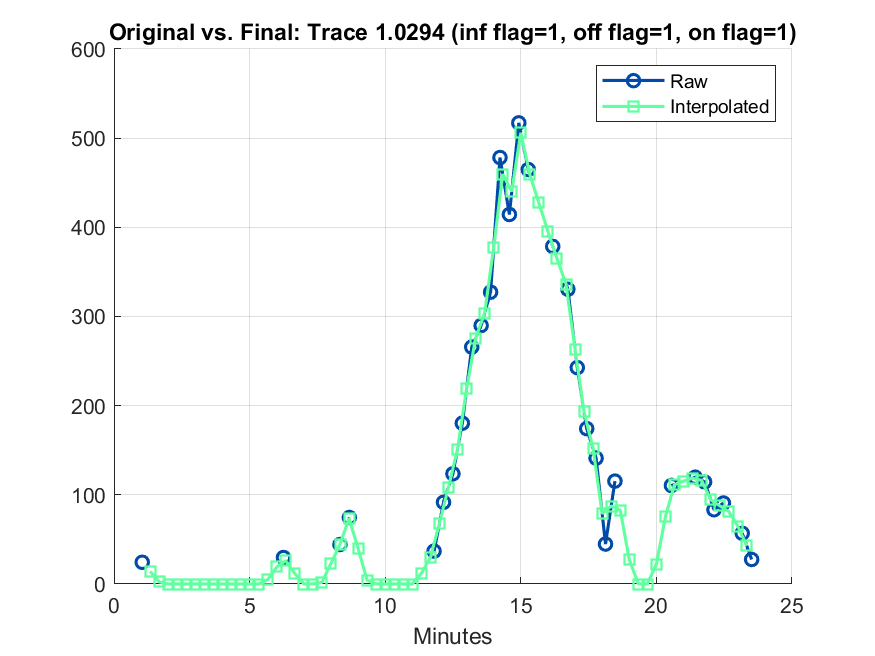 Original vs. Final: Trace 1.0294 (inf flag=1, off flag=1, on flag=1)
600
Raw
Interpolated
500
400
300
200
100
0
0 5 10 15 20 25
Minutes